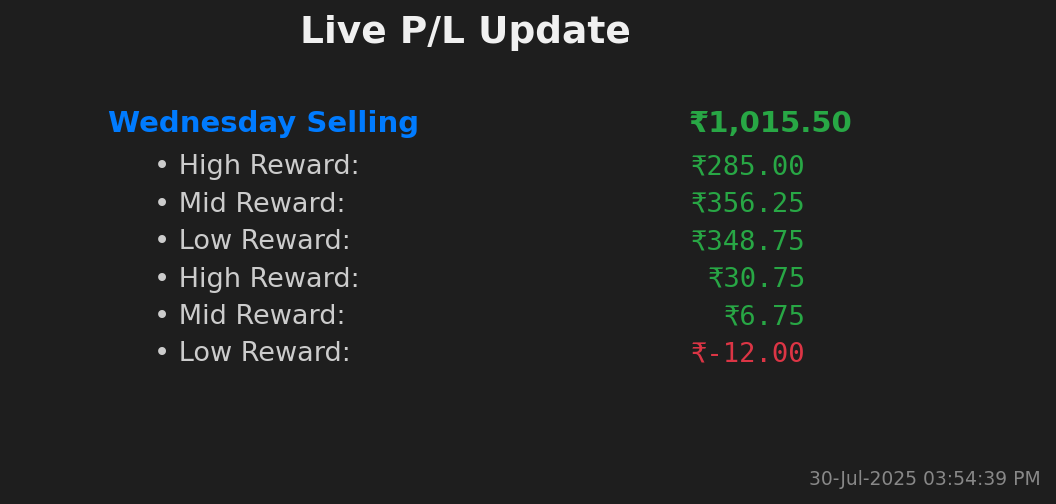 Live P/L Update
Wednesday Selling ₹1,015.50
• High Reward: ₹285.00
• Mid Reward: ₹356.25
• Low Reward: ₹348.75
• High Reward: ₹30.75
• Mid Reward: ₹6.75
• Low Reward: ₹-12.00
30-Jul-2025 03:54:39 PM